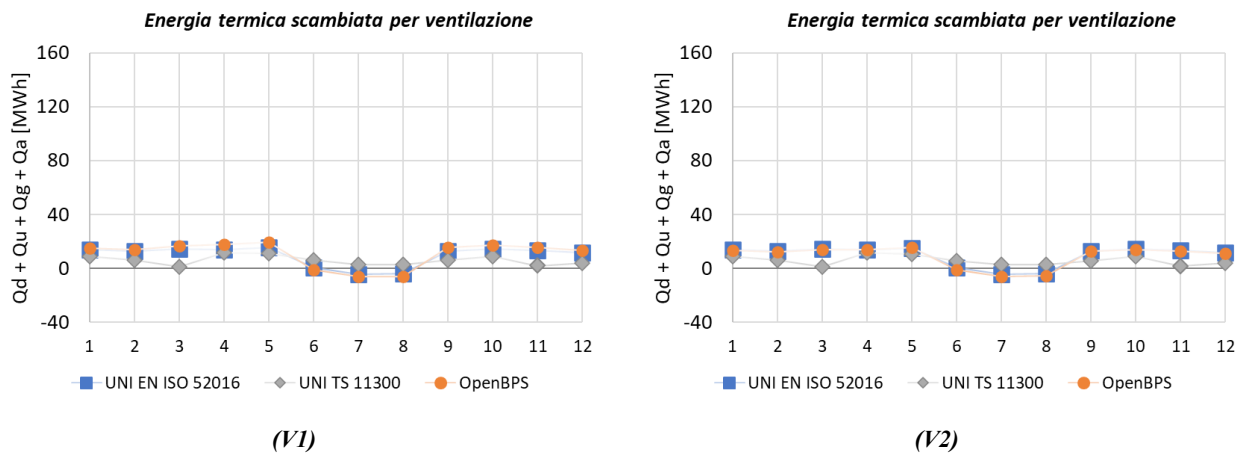 Energia termica scambiata per ventilazione
Qd + Qu + Qg + Qa [MWh]
160
120
80
40
0
-40
1 2 3 4 5 6 7 8 9 10 11 12
UNI EN ISO 52016 UNI TS 11300 OpenBPS
(V1)
Energia termica scambiata per ventilazione
Qd + Qu + Qg + Qa [MWh]
160
120
80
40
0
-40
1 2 3 4 5 6 7 8 9 10 11 12
UNI EN ISO 52016 UNI TS 11300 OpenBPS
(V2)